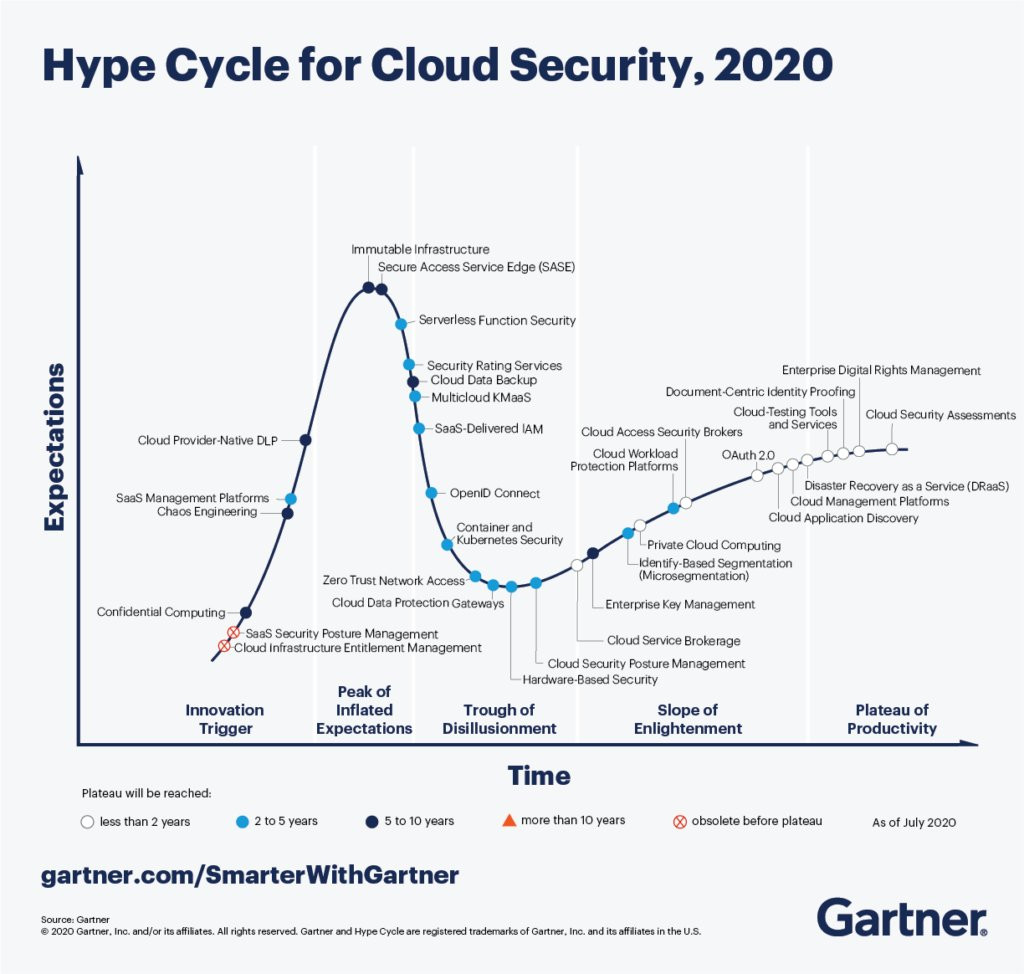 Hype Cycle for Cloud Security, 2020
Expectations
Immutable Infrastructure
Secure Access Service Edge (SASE)
Serverless Function Security
Security Rating Services
Cloud Data Backup
Multicloud KMaaS
SaaS-Delivered IAM
OpenID Connect
Container and
Kubernetes Security
Cloud Provider-Native DLP
SaaS Management Platforms
Chaos Engineering
Confidential Computing
SaaS Security Posture Management
Cloud Infrastructure Entitlement Management
Zero Trust Network Access
Cloud Data Protection Gateways
Hardware-Based Security
Cloud Security Posture Management
Cloud Service Brokerage
Enterprise Key Management
Identify-Based Segmentation
(Microsegmentation)
Private Cloud Computing
Cloud Workload
Protection Platforms
Cloud Access Security Brokers
OAuth 2.0
Cloud Application Discovery
Cloud Management Platforms
Disaster Recovery as a Service (DRaaS)
Cloud-Testing Tools
and Services
Document-Centric Identity Proofing
Enterprise Digital Rights Management
Cloud Security Assessments
Innovation
Trigger
Peak of
Inflated
Expectations
Trough of
Disillusionment
Slope of
Enlightenment
Plateau of
Productivity
Time
Plateau will be reached:
less than 2 years
2 to 5 years
5 to 10 years
more than 10 years
obsolete before plateau
As of July 2020
gartner.com/SmarterWithGartner
Source: Gartner
© 2020 Gartner, Inc. and/or its affiliates. All rights reserved. Gartner and Hype Cycle are registered trademarks of Gartner, Inc. and its affiliates in the U.S.
Gartner®